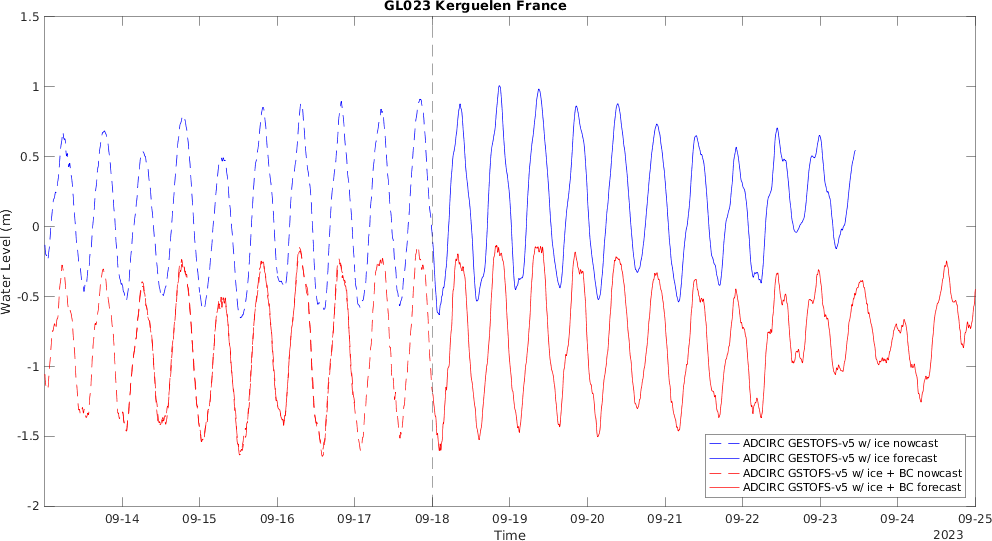 GL023 Kerguelen France
1.5
1
0.5
0
-0.5
-1
-1.5
-2
Water Level (m)
09-14 09-15 09-16 09-17 09-18 09-19 09-20 09-21 09-22 09-23 09-24 09-25
Time
2023
ADCIRC GESTOFS-v5 w/ ice nowcast
ADCIRC GESTOFS-v5 w/ ice forecast
ADCIRC GSTOFS-v5 w/ ice + BC nowcast
ADCIRC GSTOFS-v5 w/ ice + BC forecast